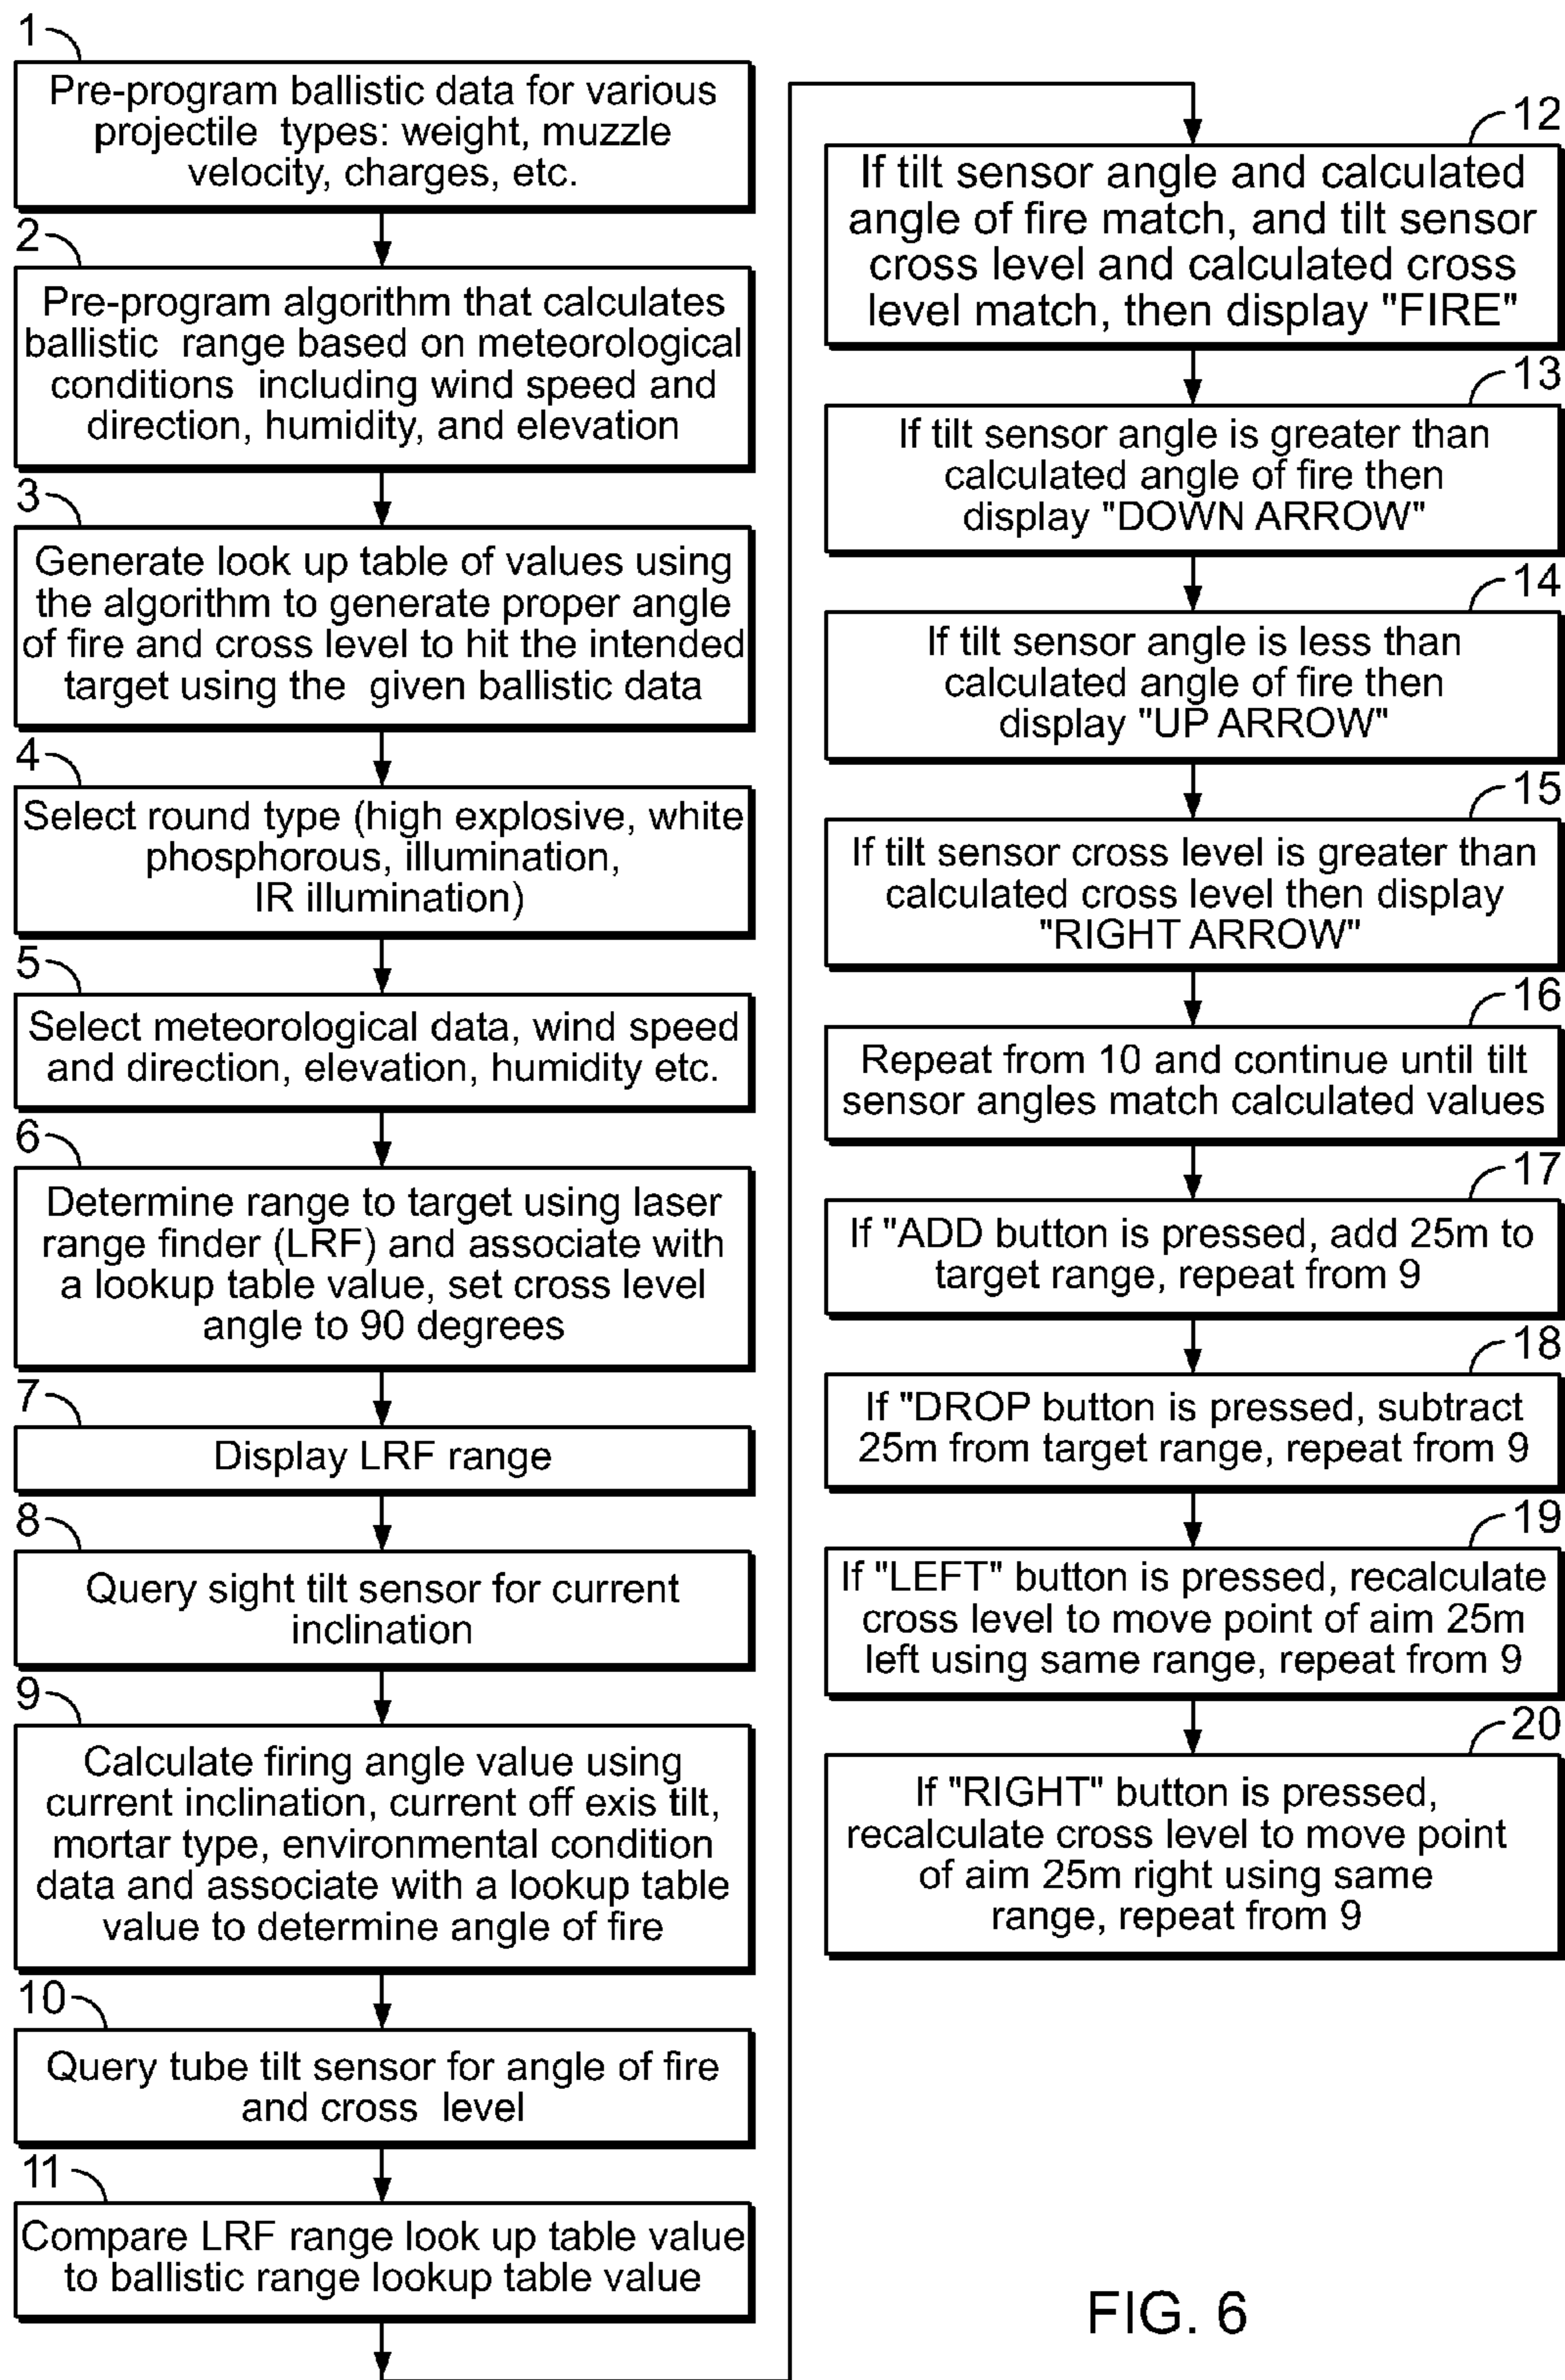 1
Pre-program ballistic data for various
projectile types: weight, muzzle
velocity, charges, etc.
2
Pre-program algorithm that calculates
ballistic range based on meteorological
conditions including wind speed and
direction, humidity, and elevation
3
Generate look up table of values using
the algorithm to generate proper angle
of fire and cross level to hit the intended
target using the given ballistic data
4
Select round type (high explosive, white
phosphorous, illumination,
IR illumination)
5
Select meteorological data, wind speed
and direction, elevation, humidity etc.
6
Determine range to target using laser
range finder (LRF) and associate with
a lookup table value, set cross level
angle to 90 degrees
7
Display LRF range
8
Query sight tilt sensor for current
inclination
9
Calculate firing angle value using
current inclination, current off exis tilt,
mortar type, environmental condition
data and associate with a lookup table
value to determine angle of fire
10
Query tube tilt sensor for angle of fire
and cross level
11
Compare LRF range look up table value
to ballistic range lookup table value
12
If tilt sensor angle and calculated
angle of fire match, and tilt sensor
cross level and calculated cross
level match, then display "FIRE"
13
If tilt sensor angle is greater than
calculated angle of fire then
display "DOWN ARROW"
14
If tilt sensor angle is less than
calculated angle of fire then
display "UP ARROW"
15
If tilt sensor cross level is greater than
calculated cross level then display
"RIGHT ARROW"
16
Repeat from 10 and continue until tilt
sensor angles match calculated values
17
If "ADD button is pressed, add 25m to
target range, repeat from 9
18
If "DROP button is pressed, subtract
25m from target range, repeat from 9
19
If "LEFT" button is pressed, recalculate
cross level to move point of aim 25m
left using same range, repeat from 9
20
If "RIGHT" button is pressed,
recalculate cross level to move point
of aim 25m right using same
range, repeat from 9
FIG. 6